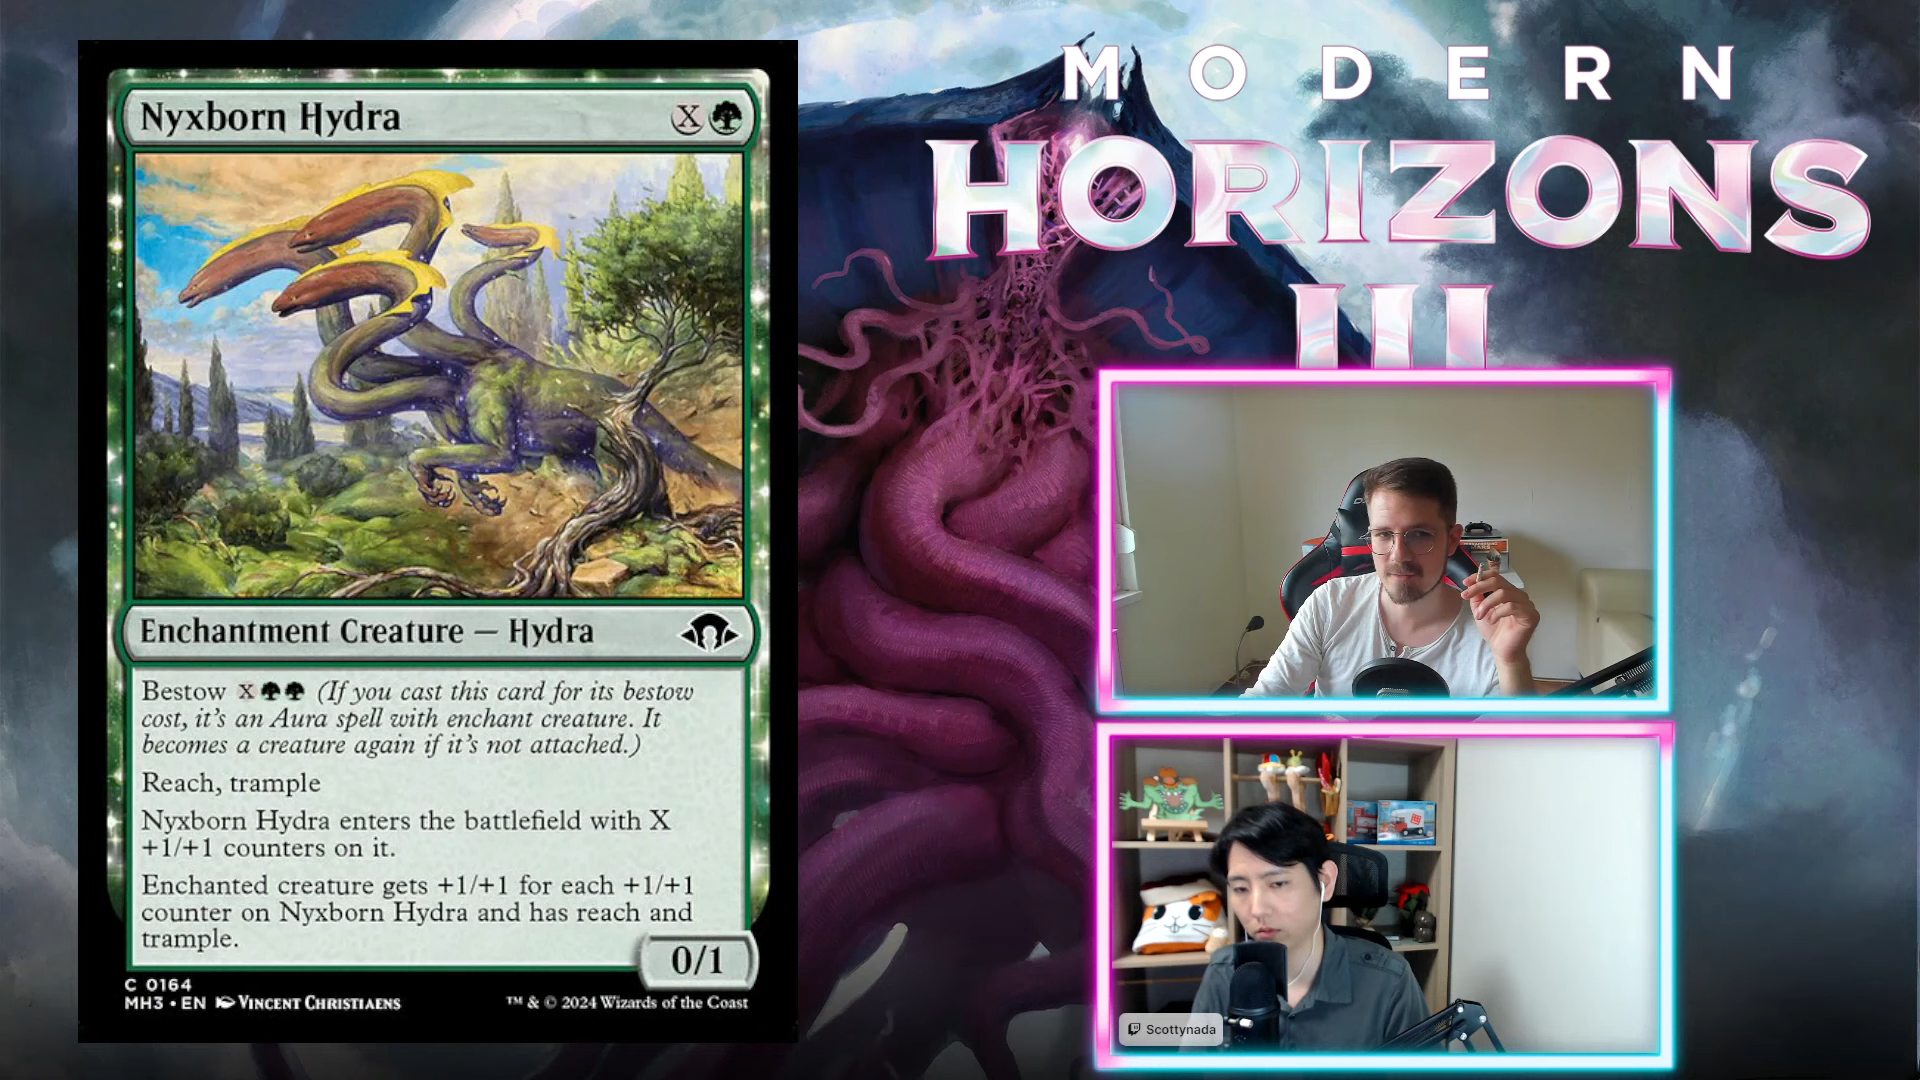 Nyxborn Hydra X
Enchantment Creature — Hydra
Bestow X (If you cast this card for its bestow
cost, it's an Aura spell with enchant creature. It
becomes a creature again if it's not attached.)
Reach, trample
Nyxborn Hydra enters the battlefield with X
+1/+1 counters on it.
Enchanted creature gets +1/+1 for each +1/+1
counter on Nyxborn Hydra and has reach and
trample.
0/1
C 0164
MH3 • EN VINCENT CHRISTIAENS
™ & © 2024 Wizards of the Coast
MODERN
HORIZONS
III
Scottynada